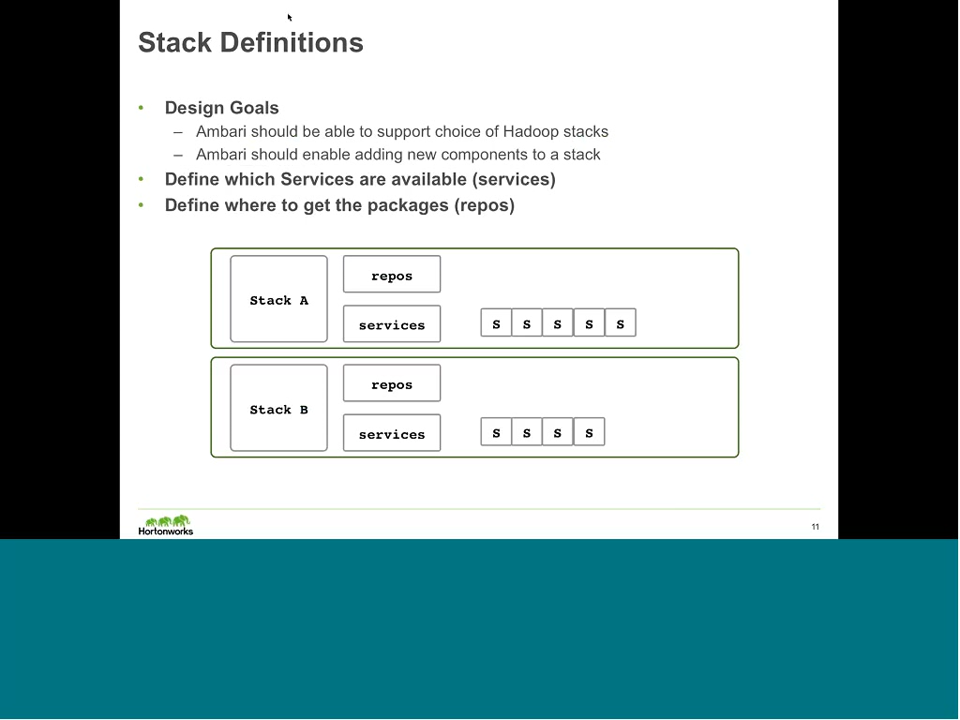 Stack Definitions
• Design Goals
– Ambari should be able to support choice of Hadoop stacks
– Ambari should enable adding new components to a stack
• Define which Services are available (services)
• Define where to get the packages (repos)
repos
Stack A
services S S S S S
repos
Stack B
services S S S S
Hortonworks
11